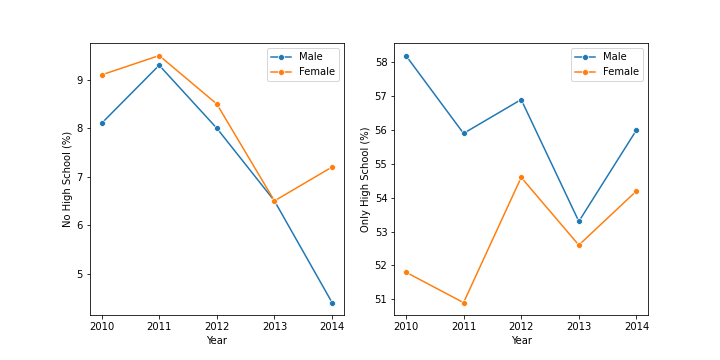 No High School (%)
9
8
7
6
5
2010 2011 2012 2013 2014
Year
Male
Female
Only High School (%)
58
57
56
55
54
53
52
51
2010 2011 2012 2013 2014
Year
Male
Female